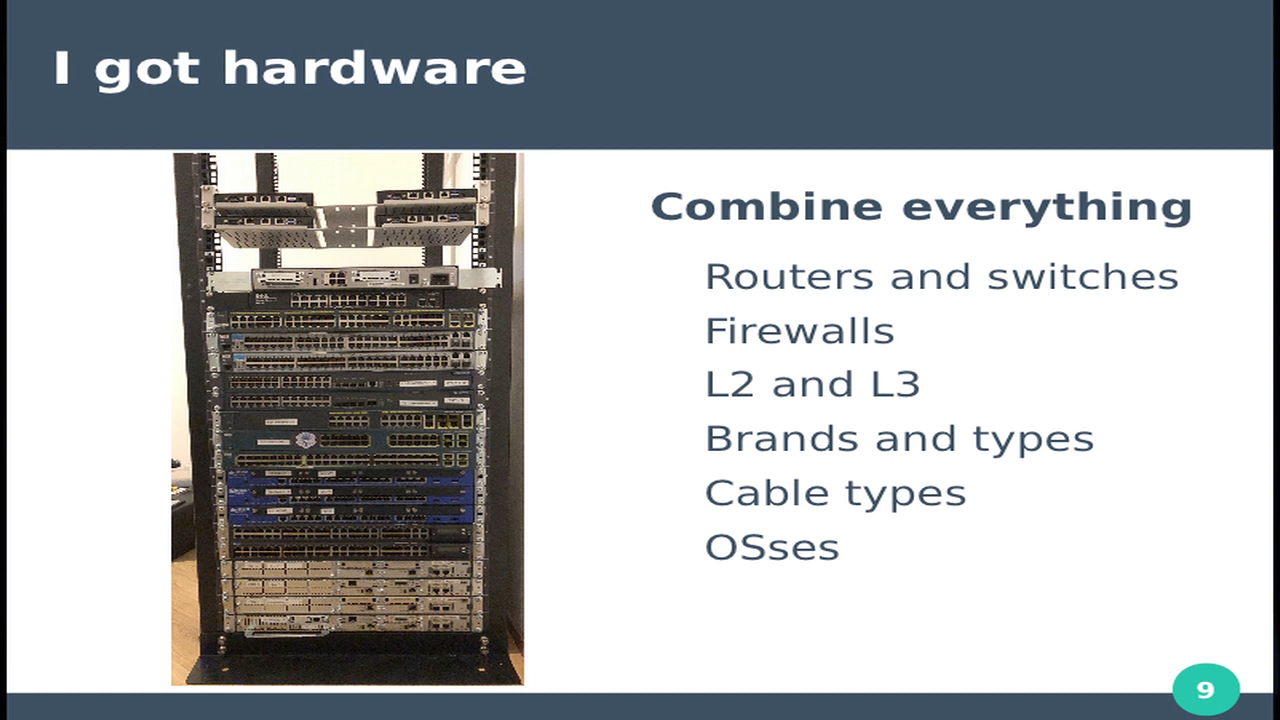 I got hardware
Combine everything
Routers and switches
Firewalls
L2 and L3
Brands and types
Cable types
OSses
9